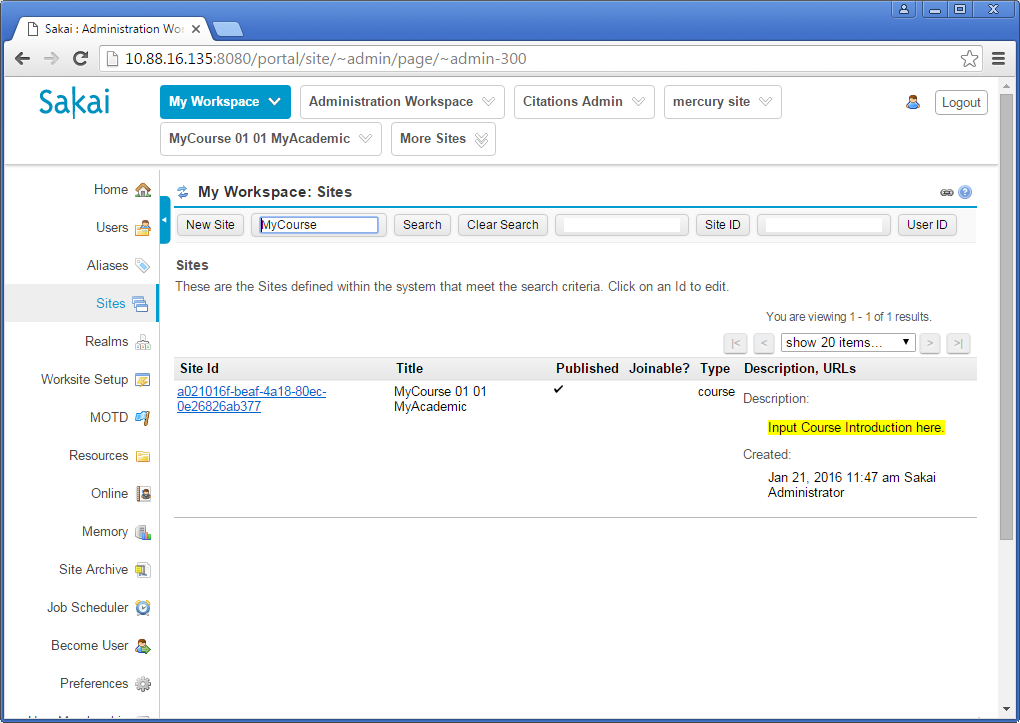 Sakai : Administration Wor
10.88.16.135:8080/portal/site/~admin/page/~admin-300
Sakai
My Workspace
Administration Workspace
Citations Admin
mercury site
Logout
MyCourse 01 01 MyAcademic
More Sites
Home
Users
Aliases
Sites
Realms
Worksite Setup
MOTD
Resources
Online
Memory
Site Archive
Job Scheduler
Become User
Preferences
My Workspace: Sites
New Site
MyCourse
Search
Clear Search
Site ID
User ID
Sites
These are the Sites defined within the system that meet the search criteria. Click on an Id to edit.
You are viewing 1 - 1 of 1 results.
|<
<
show 20 items...
>
>|
Site Id Title Published Joinable? Type Description, URLs
a021016f-beaf-4a18-80ec-
0e26826ab377
MyCourse 01 01
MyAcademic
course
Description:
Input Course Introduction here.
Created:
Jan 21, 2016 11:47 am Sakai
Administrator